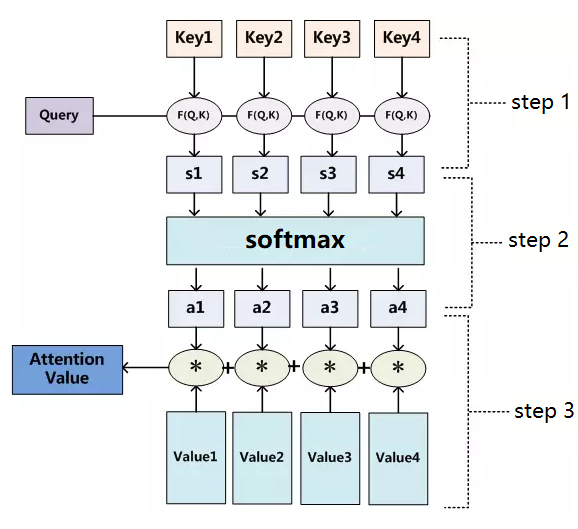 Key1 Key2 Key3 Key4
step 1
Query F(Q,K) F(Q,K) F(Q,K) F(Q,K)
s1 s2 s3 s4
softmax
step 2
a1 a2 a3 a4
Attention
Value
* + * + * + *
step 3
Value1 Value2 Value3 Value4